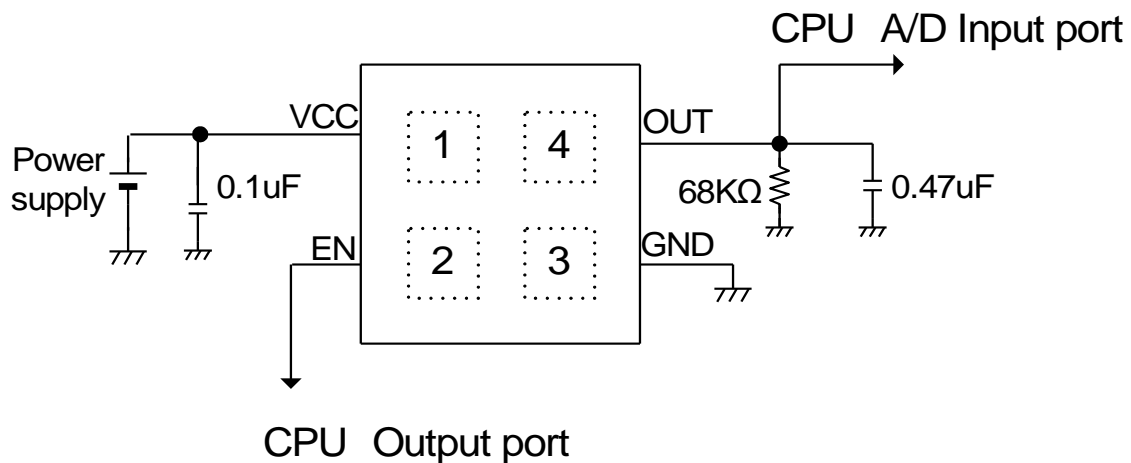 CPU A/D Input port
VCC
1
4
OUT
Power
supply
0.1uF
68KΩ
0.47uF
EN
2
3
GND
CPU Output port